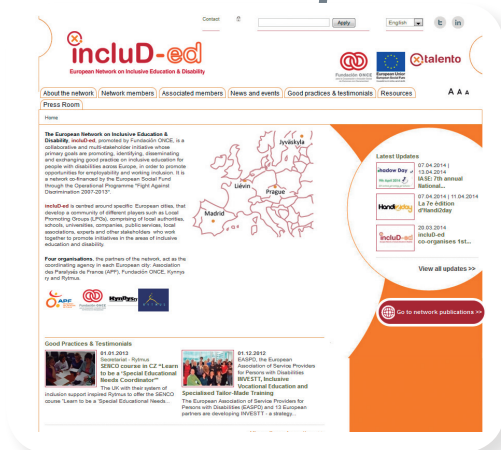 Contact
Apply
English
incluD-ed
European Network on Inclusive Education & Disability
Fundación ONCE
European Union
European Social Fund
talento
About the network
Network members
Associated members
News and events
Good practices & testimonials
Resources
A A A
Press Room
Home
The European Network on Inclusive Education &
Disability, incluD-ed, promoted by Fundación ONCE, is a
collaborative and multi-stakeholder initiative whose
primary goals are promoting, identifying, disseminating
and exchanging good practice on inclusive education for
people with disabilities across Europe, in order to promote
opportunities for employability and working inclusion. It is
a network co-financed by the European Social Fund
through the Operational Programme "Fight Against
Discrimination 2007-2013".
incluD-ed is centred around specific European cities, that
develop a community of different players such as Local
Promoting Groups (LPGs), comprising of local authorities,
schools, universities, companies, public services, local
associations, experts and other stakeholders who work
together to promote initiatives in the areas of inclusive
education and disability.
Four organisations, the partners of the network, act as the
coordinating agency in each European city: Association
des Paralysés de France (APF), Fundación ONCE, Kynnys
ry and Rytmus.
APF
Fundación ONCE
Jyväskyla
Liévin
Prague
Madrid
Latest Updates
07.04.2014 |
13.04.2014
IASE: 7th annual
National...
07.04.2014 | 11.04.2014
La 7e édition
d'Handi2day
20.03.2014
incluD-ed
co-organises 1st...
View all updates >>
Go to network publications >>
Good Practices & Testimonials
01.01.2013
Secretariat - Rytmus
SENCO course in CZ "Learn
to be a 'Special Educational
Needs Coordinator'"
The UK with their system of
inclusion support inspired Rytmus to offer the SENCO
course "Learn to be a 'Special Educational Needs...
01.12.2012
EASPD, the European
Association of Service Providers
for Persons with Disabilities
INVESTT, Inclusive
Vocational Education and
Specialised Tailor-Made Training
The European Association of Service Providers for
Persons with Disabilities (EASPD) and 13 European
partners are developing INVESTT - a strategy...